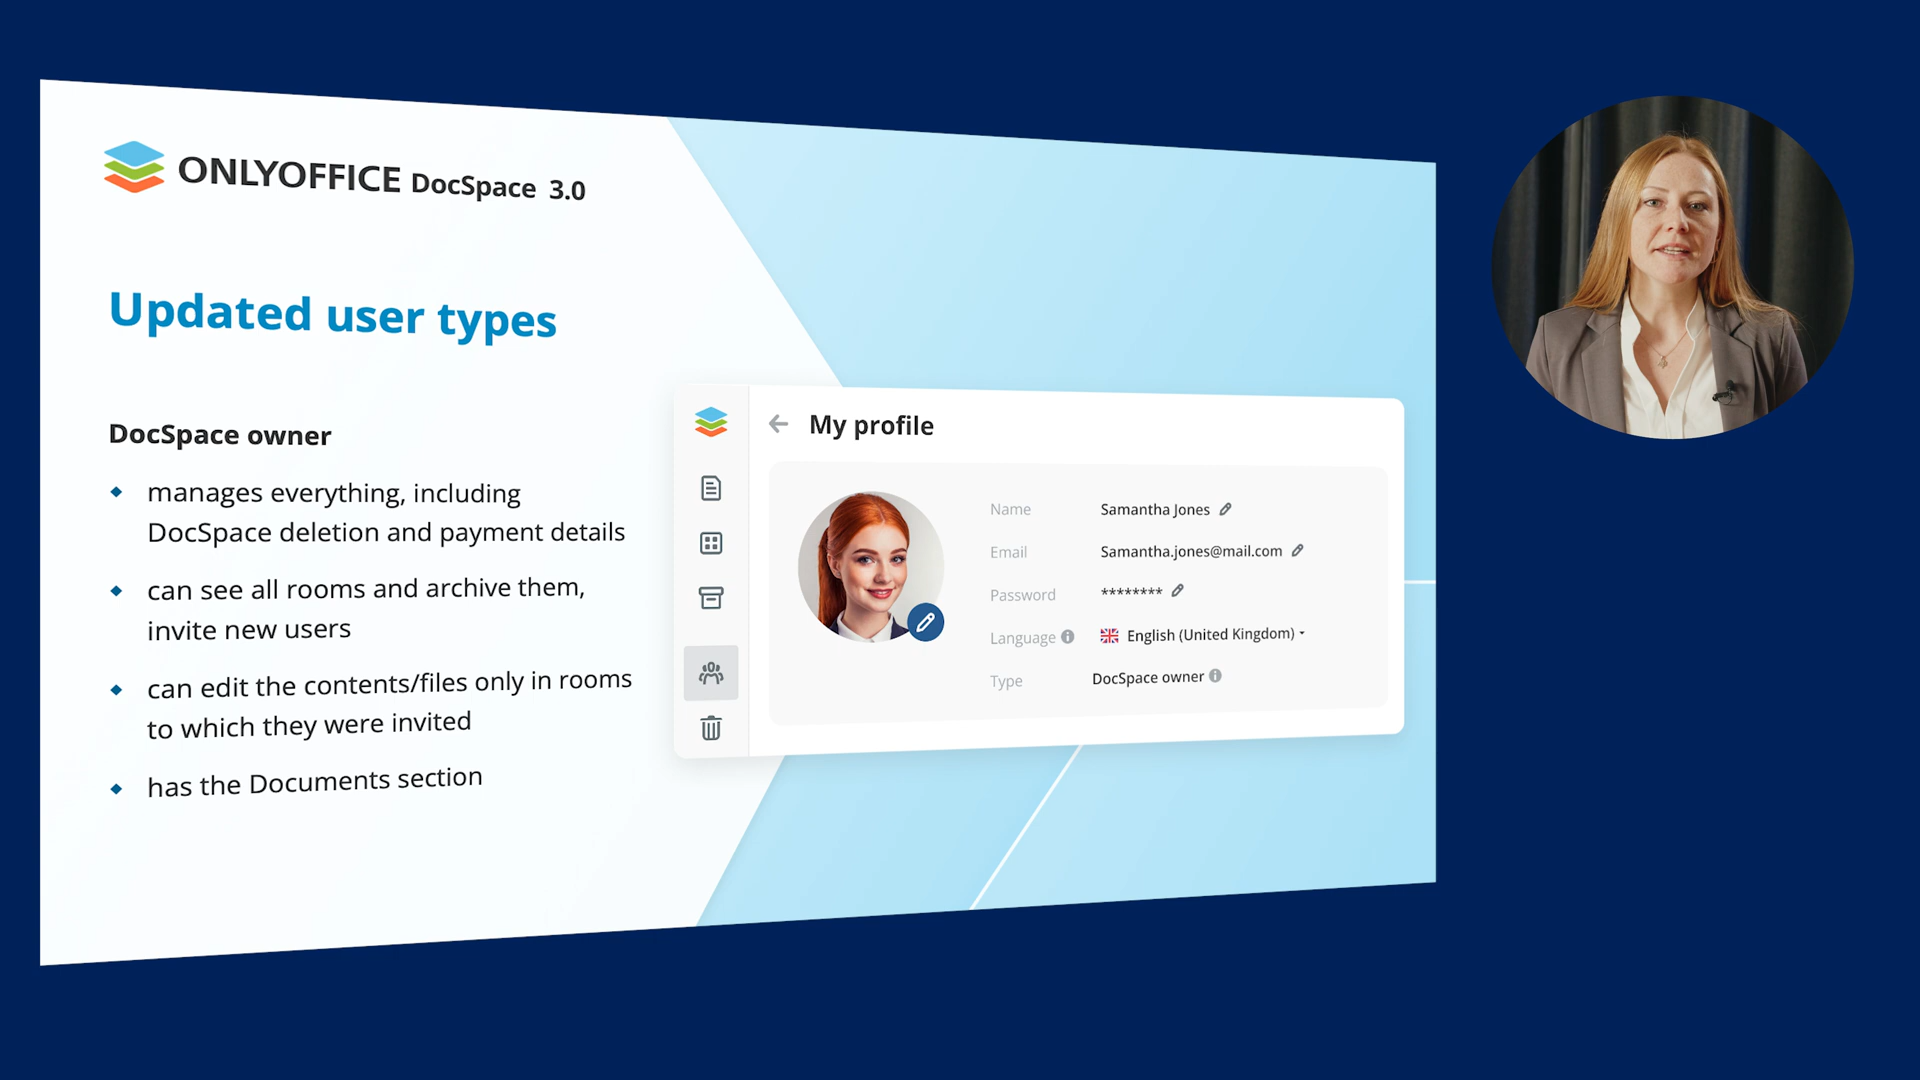 ONLYOFFICE DocSpace 3.0
Updated user types
DocSpace owner
manages everything, including
DocSpace deletion and payment details
can see all rooms and archive them,
invite new users
can edit the contents/files only in rooms
to which they were invited
has the Documents section
My profile
Name Samantha Jones
Email Samantha.jones@mail.com
Password ********
Language English (United Kingdom)
Type DocSpace owner